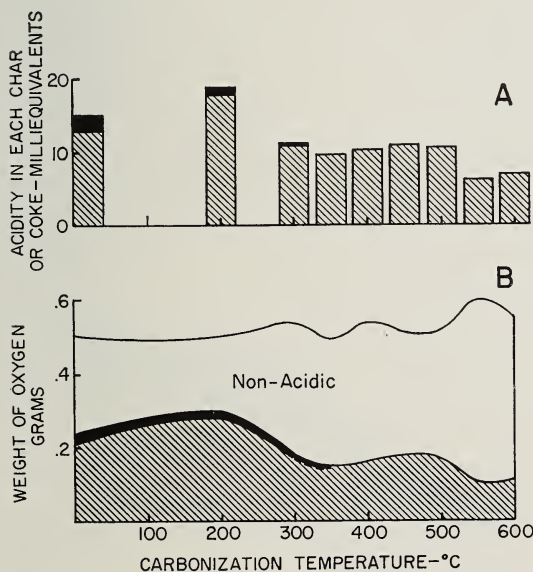 ACIDITY IN EACH CHAR
OR COKE-MILLIEQUIVALENTS
20
10
0
A
B
WEIGHT OF OXYGEN
GRAMS
.6
.4
.2
Non-Acidic
100
200
300
400
500
600
CARBONIZATION TEMPERATURE-°C